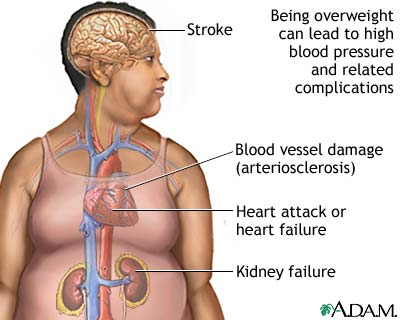 Being overweight
can lead to high
blood pressure
and related
complications
Stroke
Blood vessel damage
(arteriosclerosis)
Heart attack or
heart failure
Kidney failure
A.D.A.M.